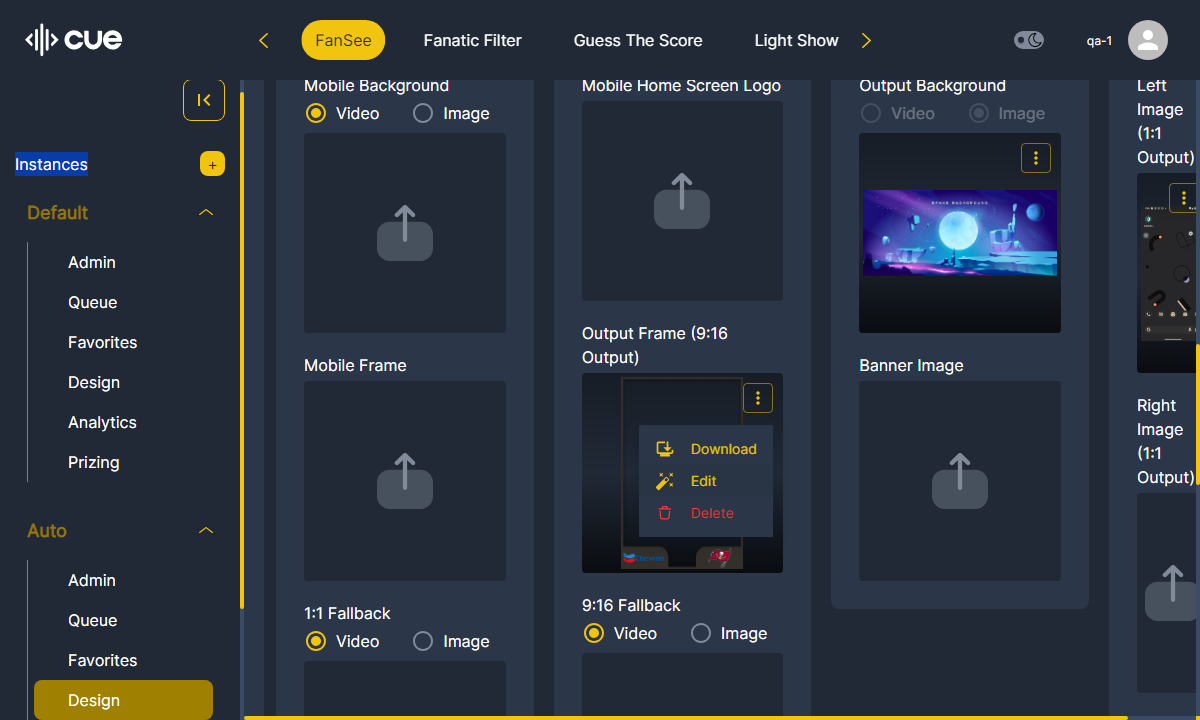 cue
FanSee
Fanatic Filter
Guess The Score
Light Show
qa-1
Instances
+
Default
Admin
Queue
Favorites
Design
Analytics
Prizing
Auto
Admin
Queue
Favorites
Design
Mobile Background
Video
Image
Mobile Frame
1:1 Fallback
Video
Image
Mobile Home Screen Logo
Output Frame (9:16
Output)
Download
Edit
Delete
9:16 Fallback
Video
Image
Output Background
Video
Image
SPACE BACKGROUND
Banner Image
Left
Image
(1:1
Output)
Right
Image
(1:1
Output)